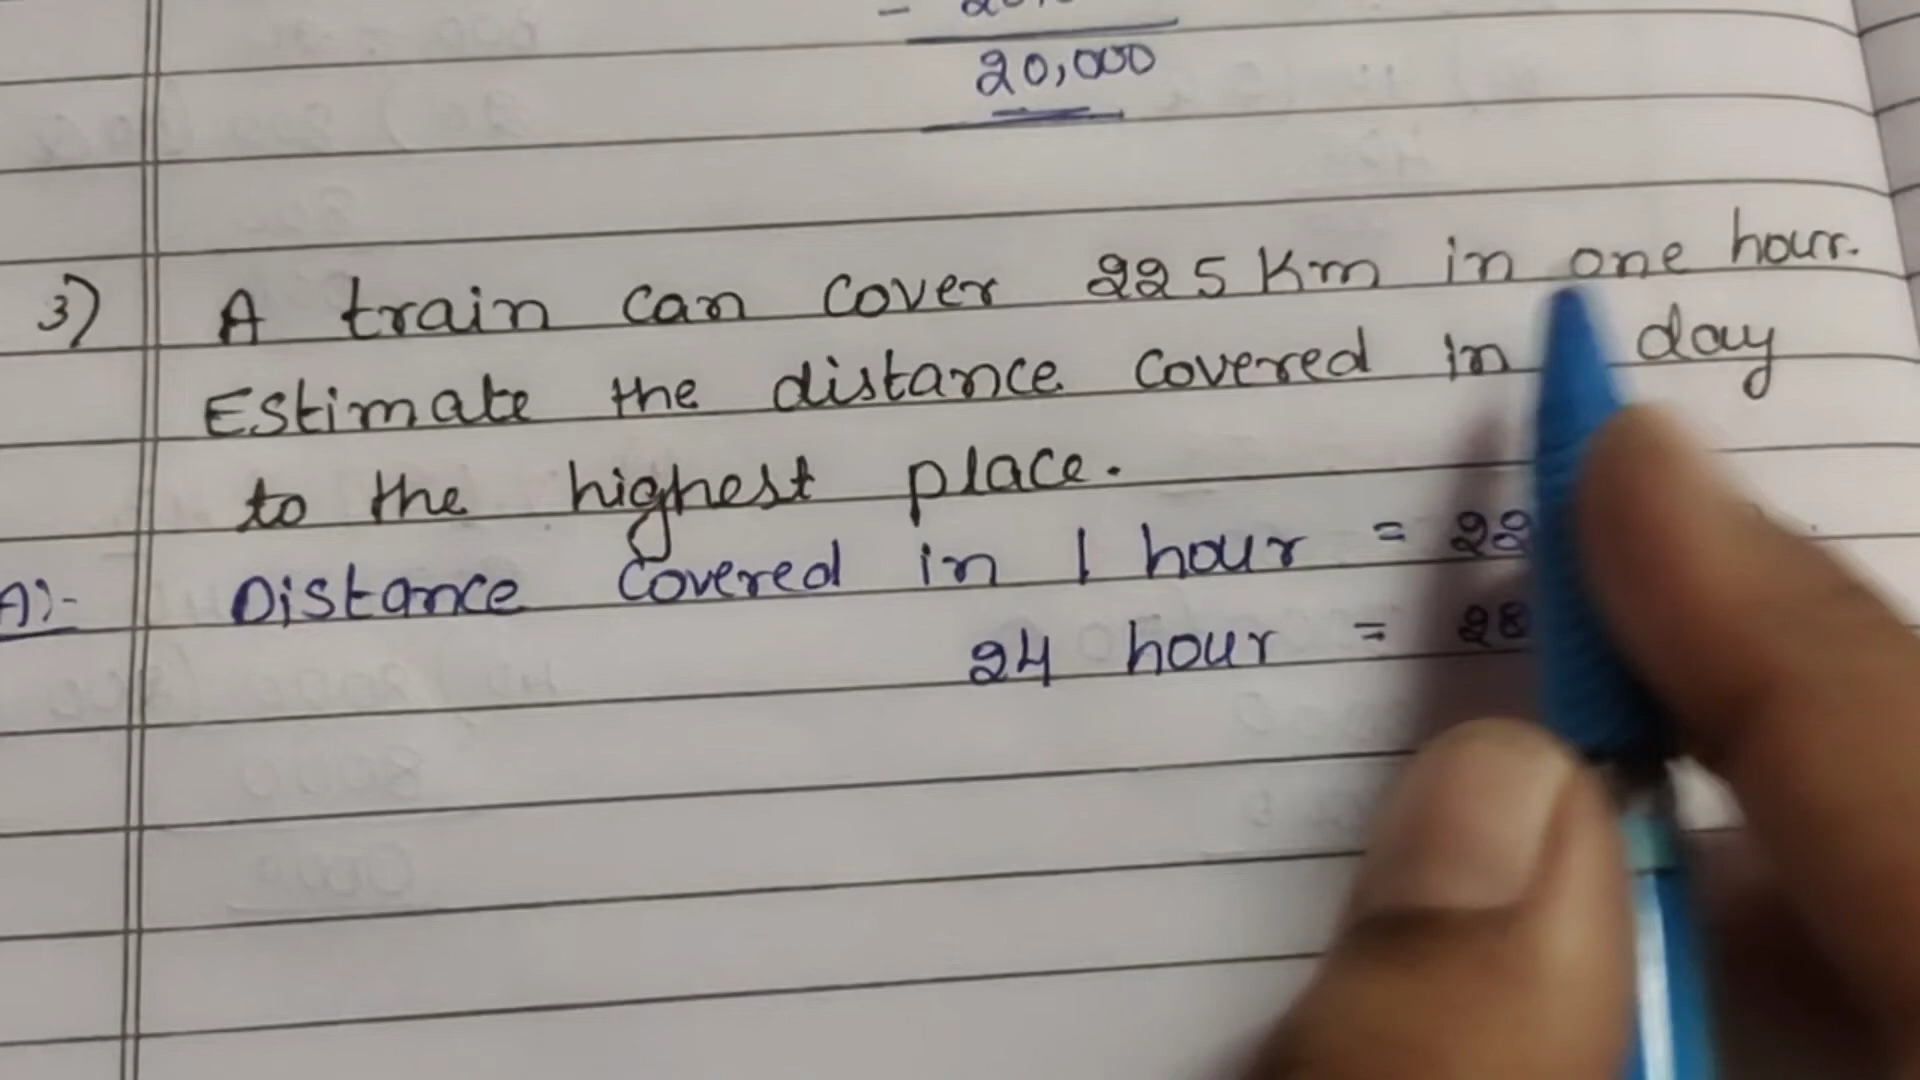 20,000
3) A train can cover 225 Km in one hour.
Estimate the distance covered in day
to the highest place.
A):- Distance covered in 1 hour = 22
24 hour =